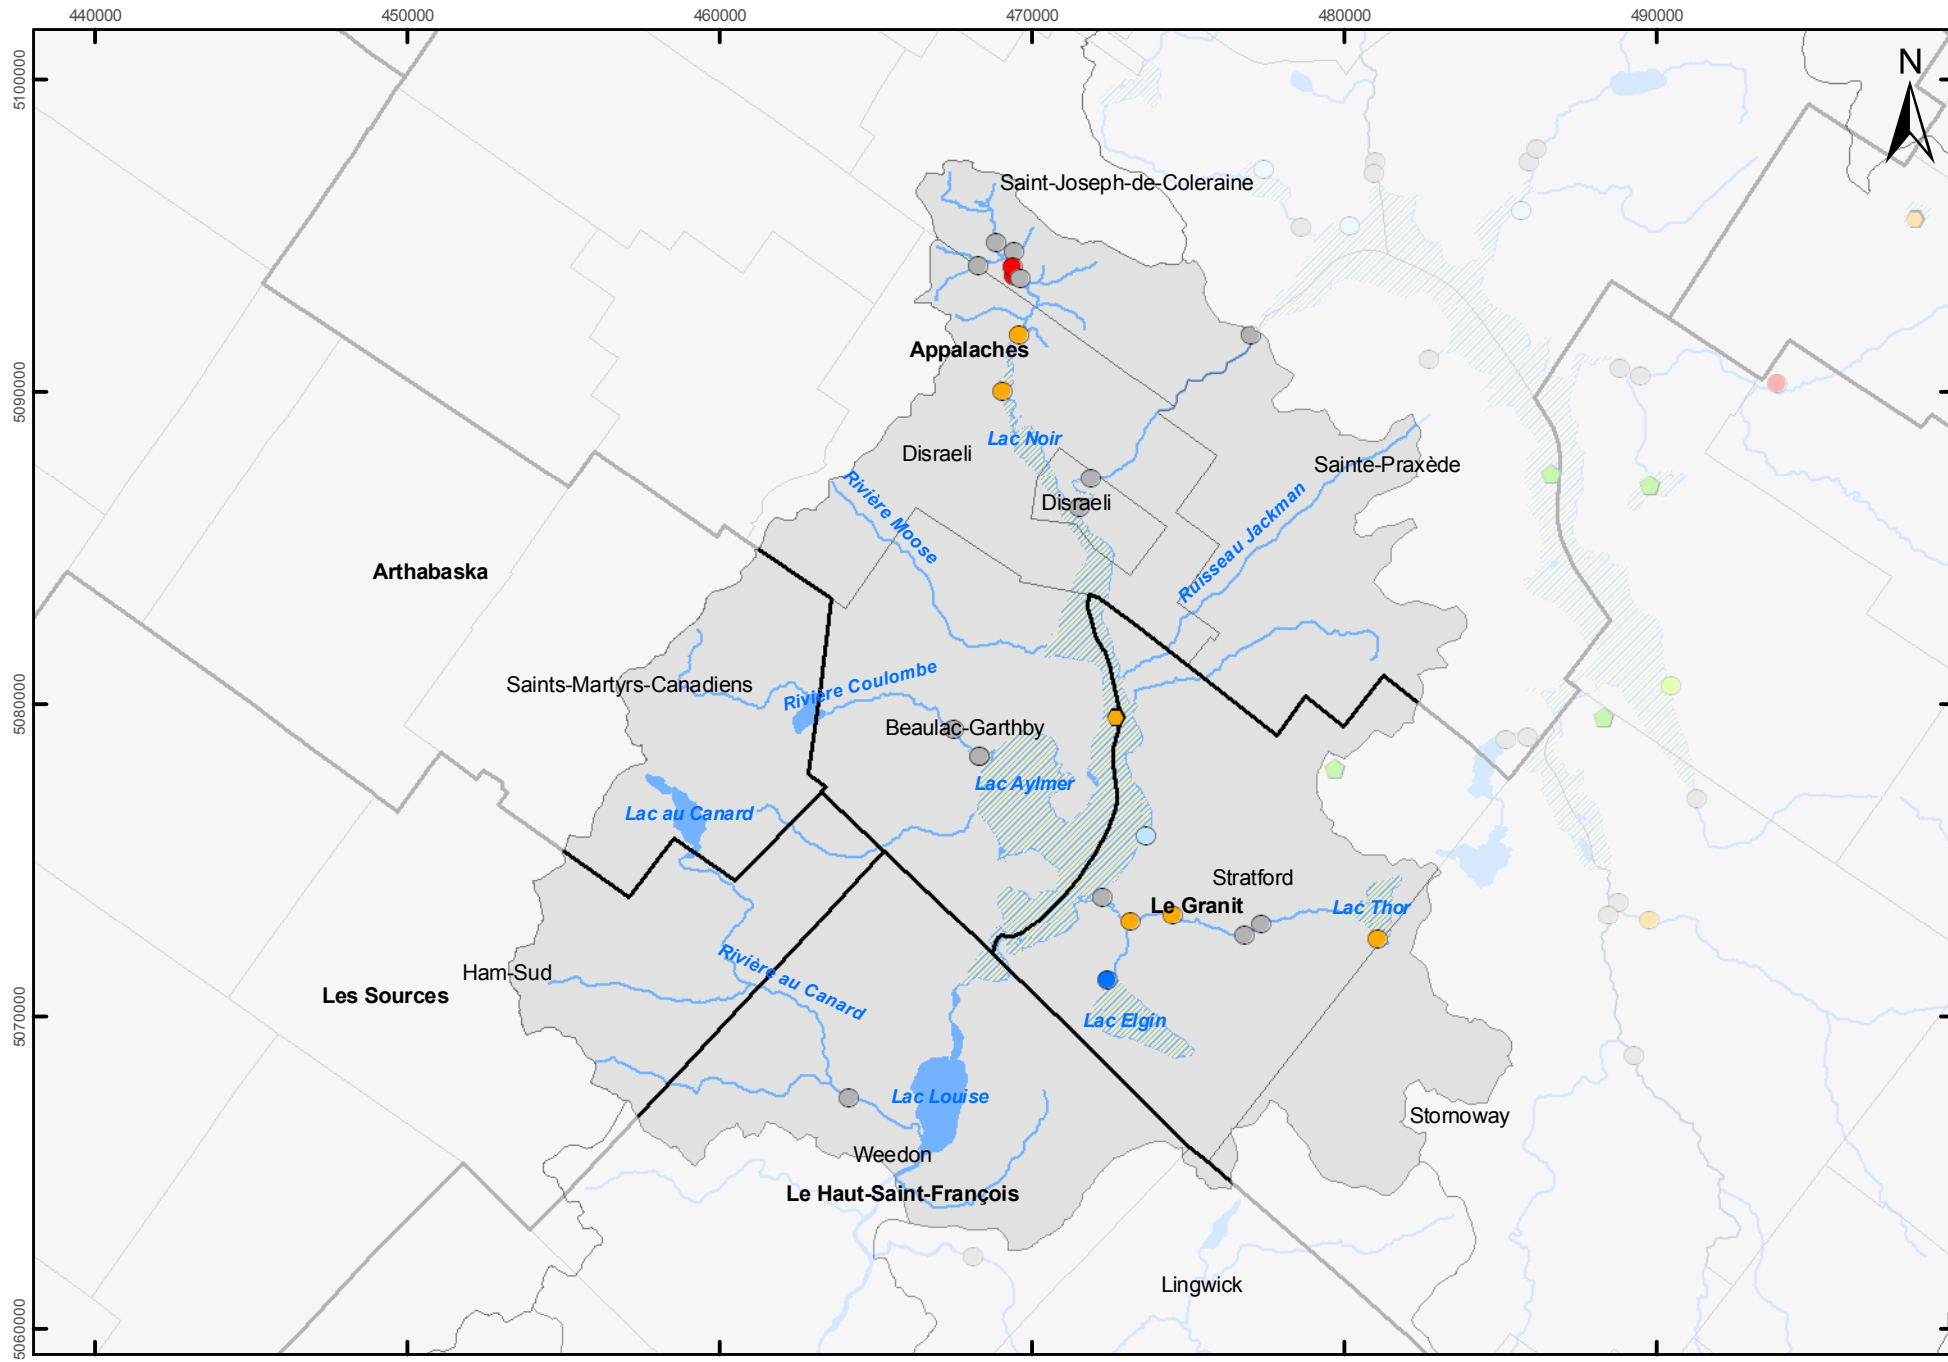 440000
450000
460000
470000
480000
490000
5100000
N
Saint-Joseph-de-Coleraine
Appalaches
5090000
Lac Noir
Disraeli
Sainte-Praxède
Disraeli
Rivière Moose
Ruisseau Jackman
Arthabaska
Saints-Martyrs-Canadiens
Rivière Coulombe
5080000
Beaulac-Garthby
Lac Aylmer
Lac au Canard
Stratford
Le Granit
Lac Thor
Ham-Sud
Rivière au Canard
Les Sources
5070000
Lac Elgin
Lac Louise
Stornoway
Weedon
Le Haut-Saint-François
Lingwick
5060000